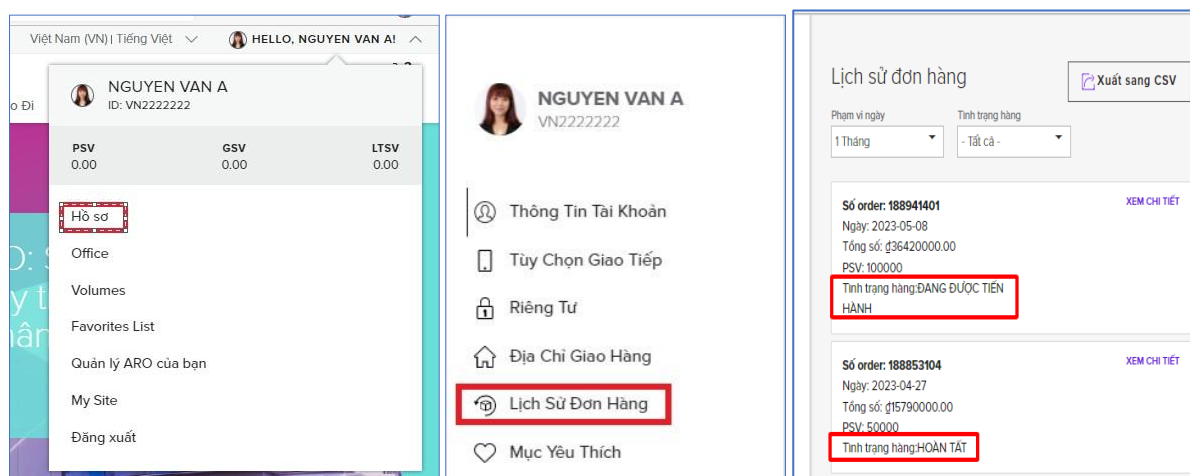 Việt Nam (VN) | Tiếng Việt
HELLO, NGUYEN VAN A!
NGUYEN VAN A
ID: VN2222222
PSV GSV LTSV
0.00 0.00 0.00
Hồ sơ
Office
Volumes
Favorites List
Quản lý ARO của bạn
My Site
Đăng xuất
NGUYEN VAN A
VN2222222
Thông Tin Tài Khoản
Tùy Chọn Giao Tiếp
Riêng Tư
Địa Chỉ Giao Hàng
Lịch Sử Đơn Hàng
Mục Yêu Thích
Lịch sử đơn hàng
Xuất sang CSV
Phạm vi ngày Tình trạng hàng
1 Tháng - Tất cả -
Số order: 188941401 XEM CHI TIẾT
Ngày: 2023-05-08
Tổng số: ₫36420000.00
PSV: 100000
Tình trạng hàng:ĐANG ĐƯỢC TIẾN
HÀNH
Số order: 188853104 XEM CHI TIẾT
Ngày: 2023-04-27
Tổng số: ₫15790000.00
PSV: 50000
Tình trạng hàng:HOÀN TẤT